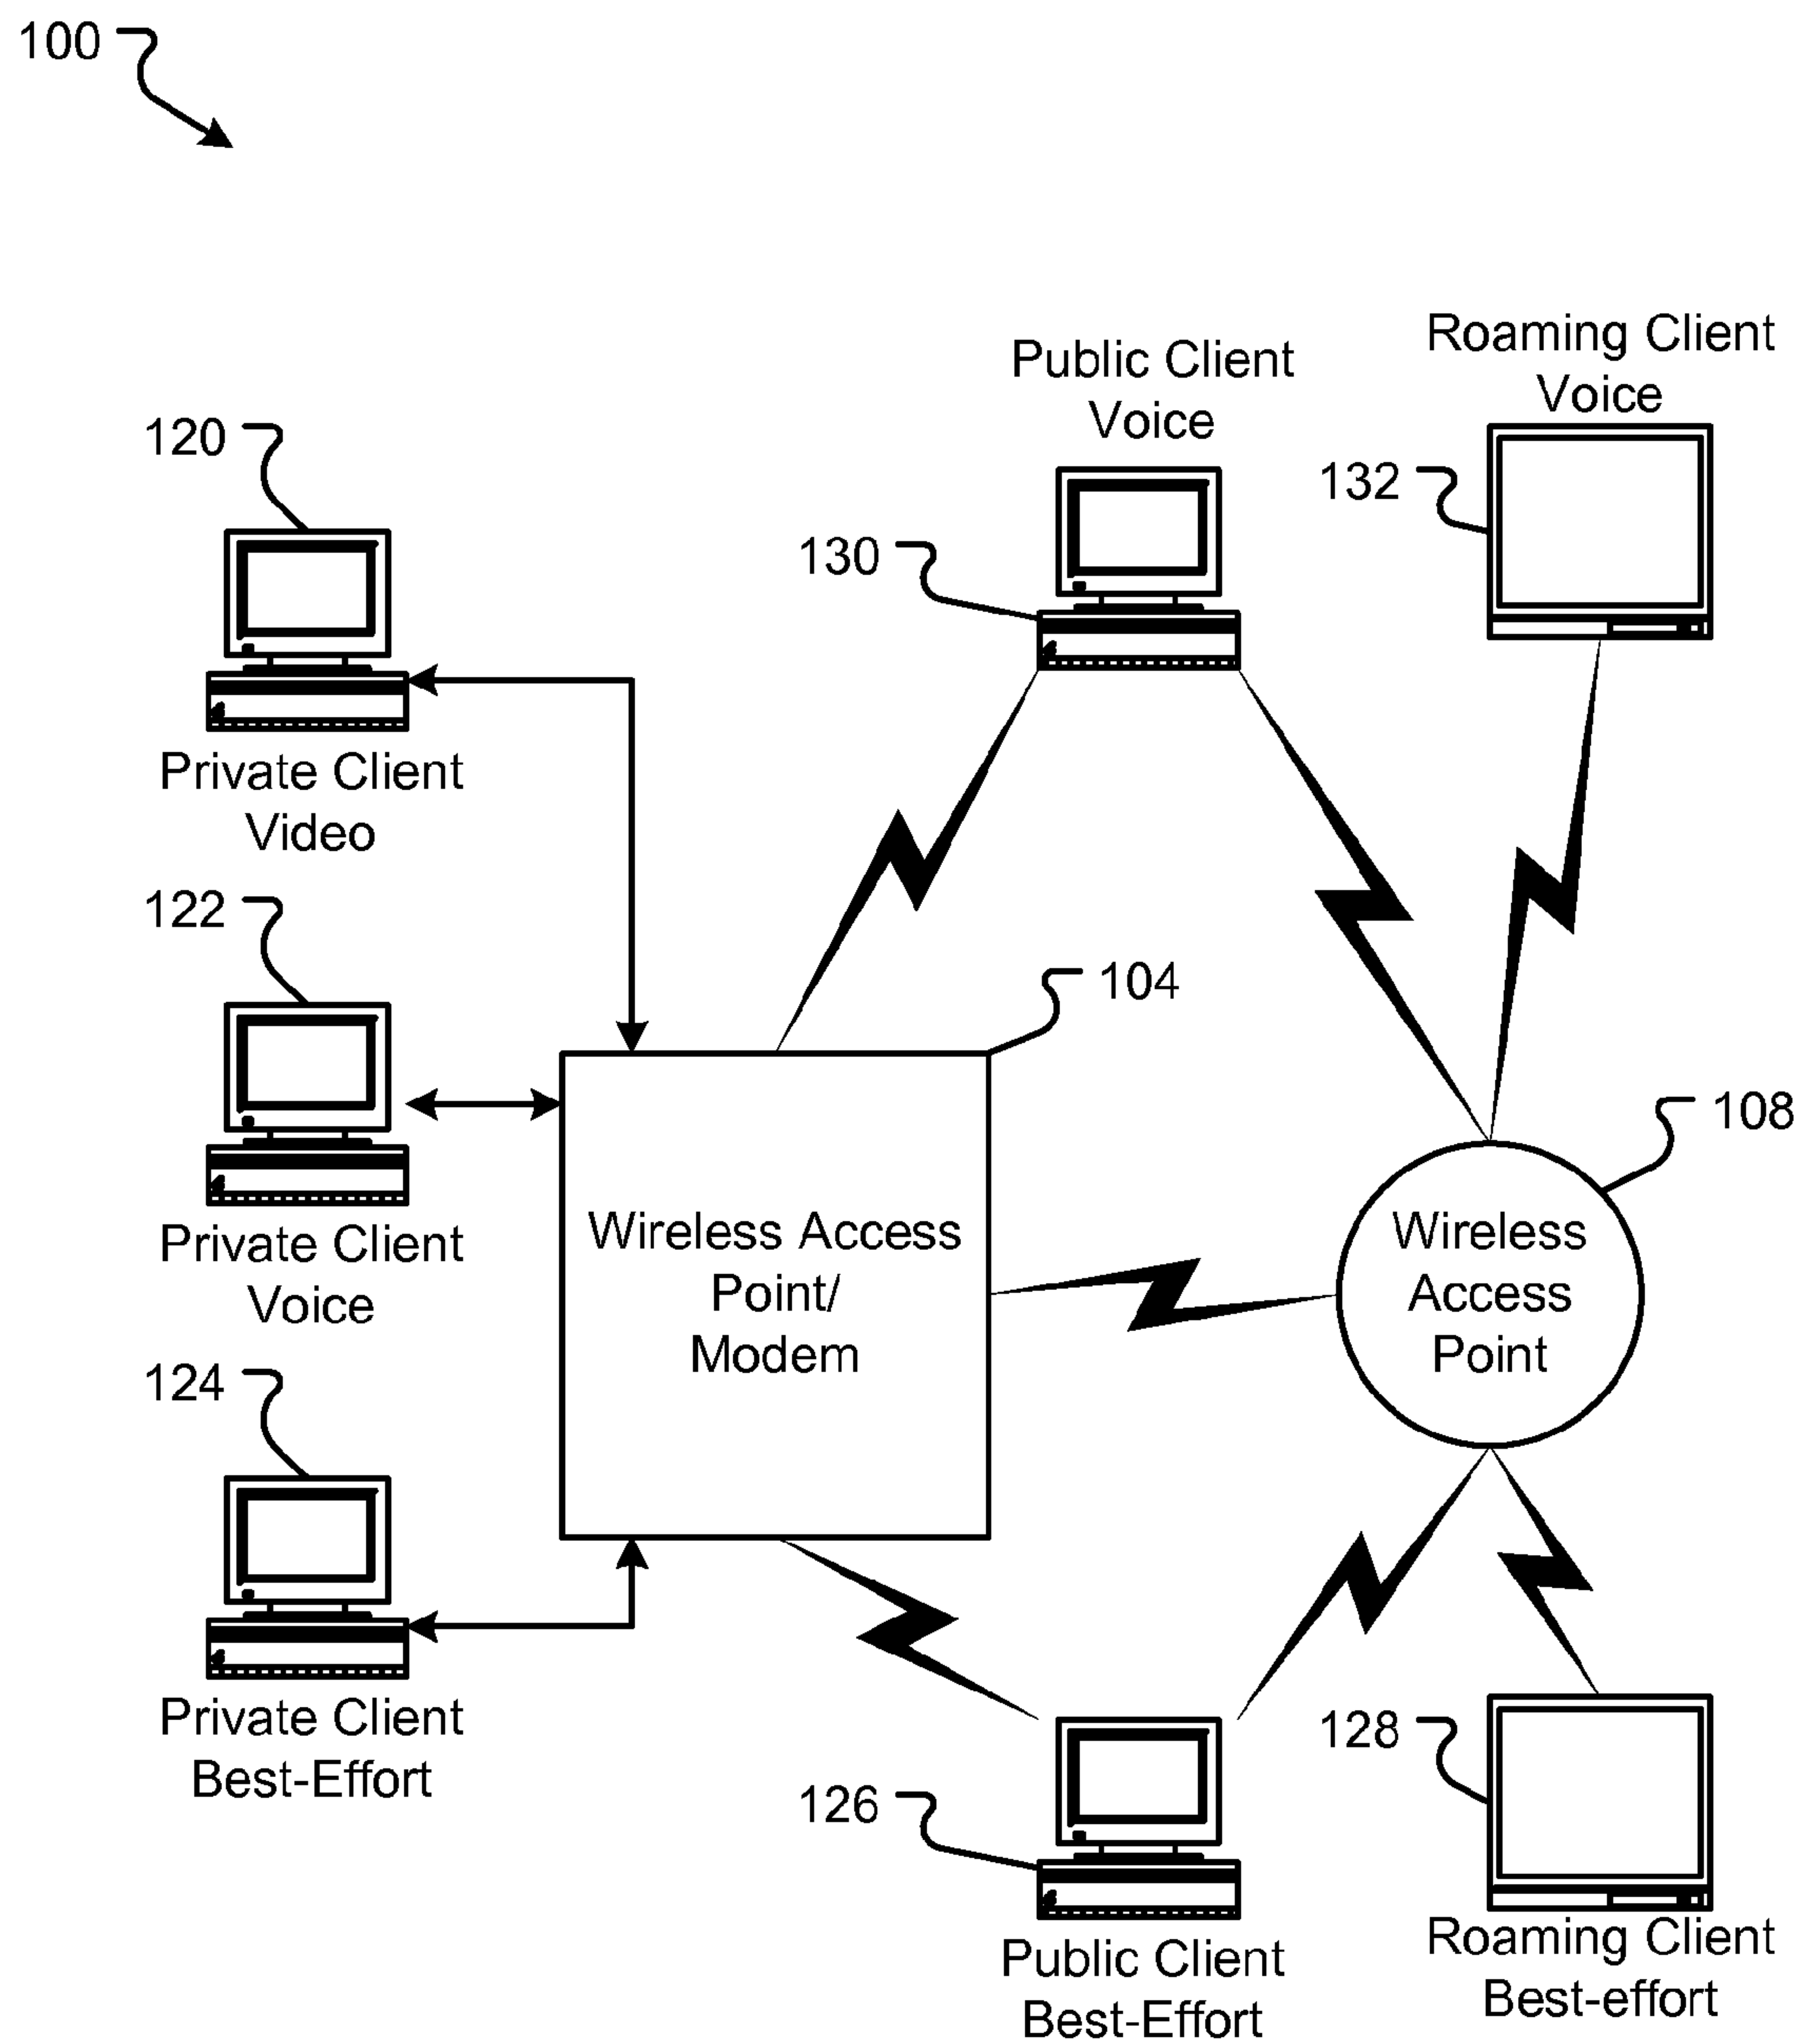 100
Roaming Client
Voice
Public Client
Voice
120
132
130
Private Client
Video
122
104
108
Wireless Access
Point/
Modem
Wireless
Access
Point
Private Client
Voice
124
Private Client
Best-Effort
128
126
Roaming Client
Best-effort
Public Client
Best-Effort